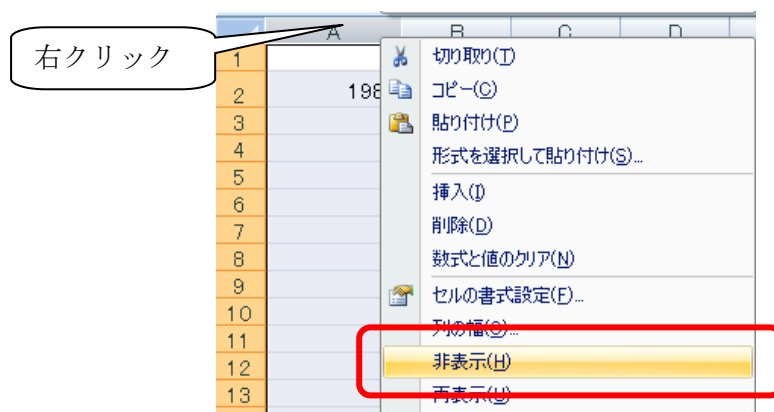 右クリック
A B C D
1
2 198
3
4
5
6
7
8
9
10
11
12
13
切り取り(T)
コピー(C)
貼り付け(P)
形式を選択して貼り付け(S)...
挿入(I)
削除(D)
数式と値のクリア(N)
セルの書式設定(F)...
列の幅(C)...
非表示(H)
再表示(U)